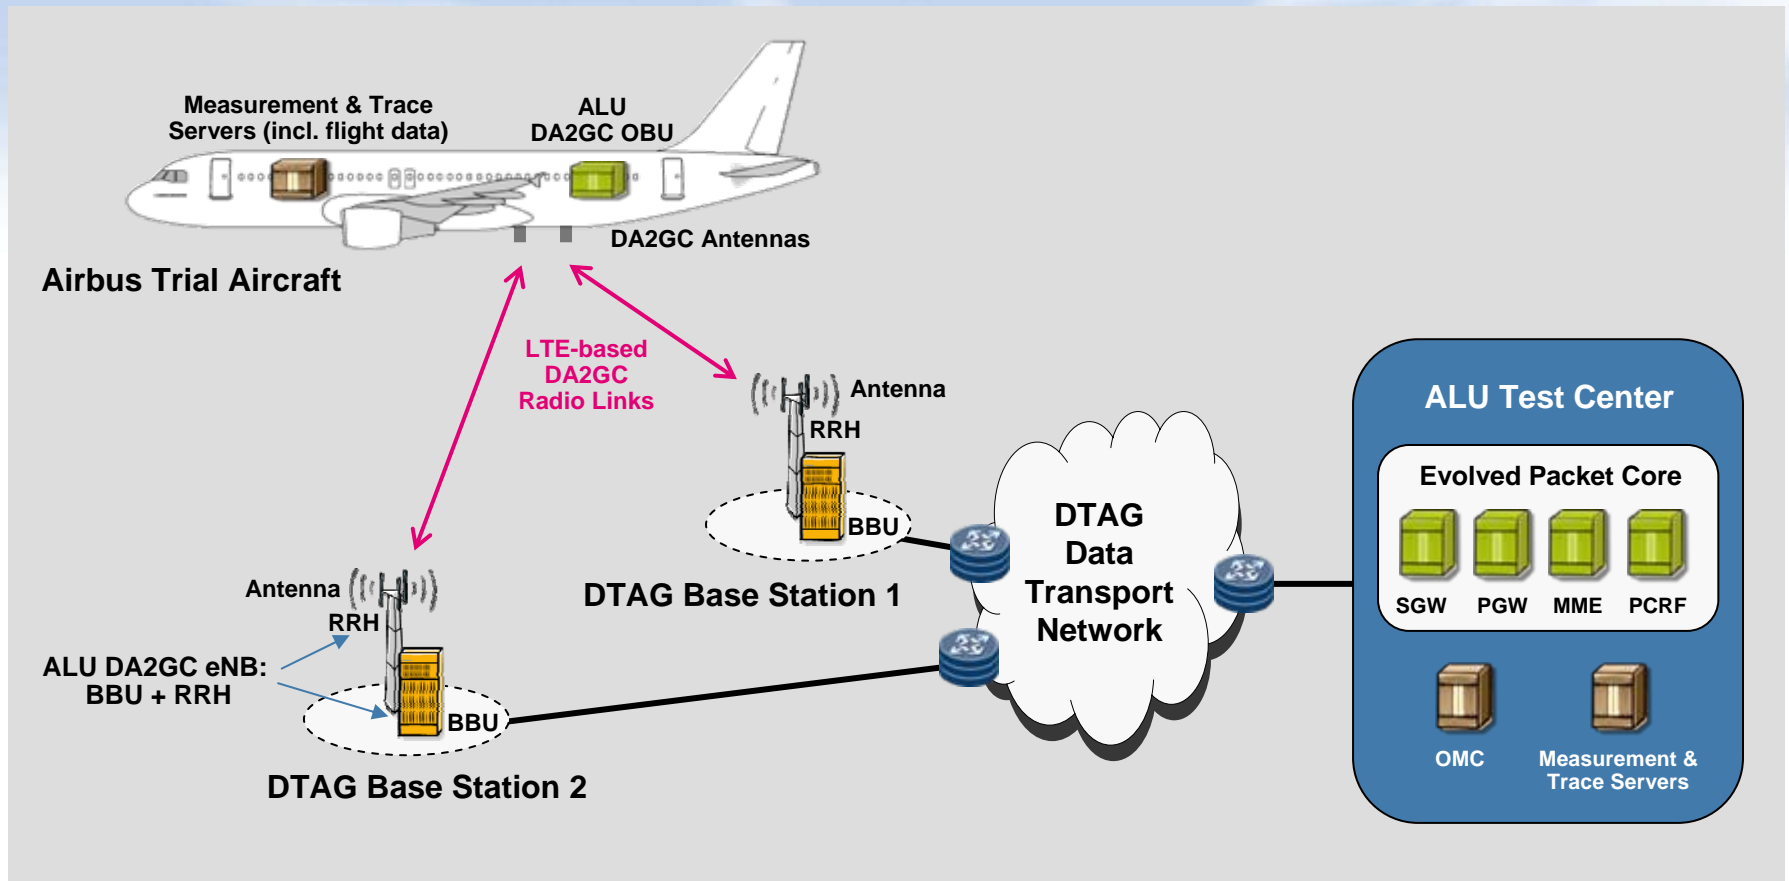 Measurement & Trace
Servers (incl. flight data)
ALU
DA2GC OBU
DA2GC Antennas
Airbus Trial Aircraft
LTE-based
DA2GC
Radio Links
Antenna
RRH
BBU
DTAG Base Station 1
Antenna
RRH
ALU DA2GC eNB:
BBU + RRH
BBU
DTAG Base Station 2
DTAG
Data
Transport
Network
ALU Test Center
Evolved Packet Core
SGW PGW MME PCRF
OMC
Measurement &
Trace Servers